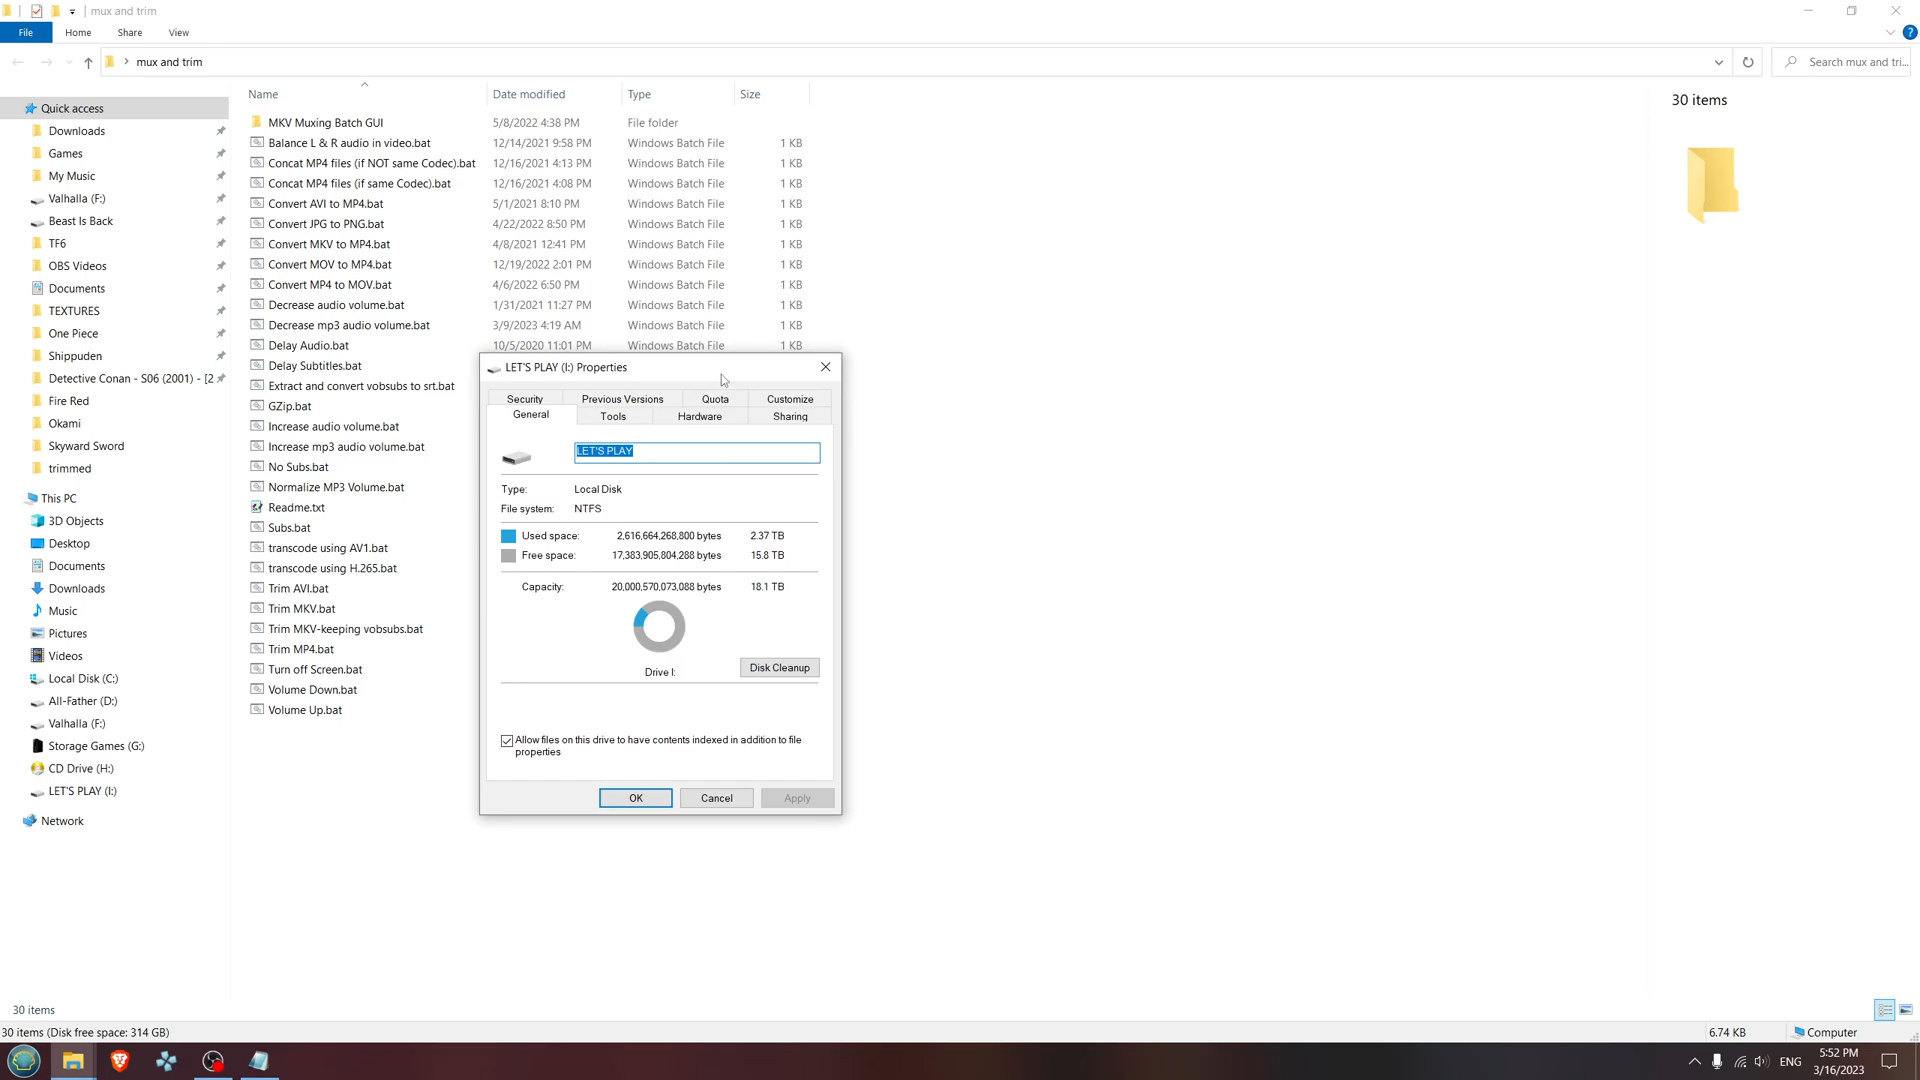 mux and trim
File
Home
Share
View
mux and trim
Search mux and tri...
Name
Date modified
Type
Size
30 items
Quick access
Downloads
Games
My Music
Valhalla (F:)
Beast Is Back
TF6
OBS Videos
Documents
TEXTURES
One Piece
Shippuden
Detective Conan - S06 (2001) - [2
Fire Red
Okami
Skyward Sword
trimmed
This PC
3D Objects
Desktop
Documents
Downloads
Music
Pictures
Videos
Local Disk (C:)
All-Father (D:)
Valhalla (F:)
Storage Games (G:)
CD Drive (H:)
LET'S PLAY (I:)
Network
MKV Muxing Batch GUI 5/8/2022 4:38 PM File folder
Balance L & R audio in video.bat 12/14/2021 9:58 PM Windows Batch File 1 KB
Concat MP4 files (if NOT same Codec).bat 12/16/2021 4:13 PM Windows Batch File 1 KB
Concat MP4 files (if same Codec).bat 12/16/2021 4:08 PM Windows Batch File 1 KB
Convert AVI to MP4.bat 5/1/2021 8:10 PM Windows Batch File 1 KB
Convert JPG to PNG.bat 4/22/2022 8:50 PM Windows Batch File 1 KB
Convert MKV to MP4.bat 4/8/2021 12:41 PM Windows Batch File 1 KB
Convert MOV to MP4.bat 12/19/2022 2:01 PM Windows Batch File 1 KB
Convert MP4 to MOV.bat 4/6/2022 6:50 PM Windows Batch File 1 KB
Decrease audio volume.bat 1/31/2021 11:27 PM Windows Batch File 1 KB
Decrease mp3 audio volume.bat 3/9/2023 4:19 AM Windows Batch File 1 KB
Delay Audio.bat 10/5/2020 11:01 PM Windows Batch File 1 KB
Delay Subtitles.bat
Extract and convert vobsubs to srt.bat
GZip.bat
Increase audio volume.bat
Increase mp3 audio volume.bat
No Subs.bat
Normalize MP3 Volume.bat
Readme.txt
Subs.bat
transcode using AV1.bat
transcode using H.265.bat
Trim AVI.bat
Trim MKV.bat
Trim MKV-keeping vobsubs.bat
Trim MP4.bat
Turn off Screen.bat
Volume Down.bat
Volume Up.bat
LET'S PLAY (I:) Properties
Security
Previous Versions
Quota
Customize
General
Tools
Hardware
Sharing
LET'S PLAY
Type: Local Disk
File system: NTFS
Used space: 2,616,664,268,800 bytes 2.37 TB
Free space: 17,383,905,804,288 bytes 15.8 TB
Capacity: 20,000,570,073,088 bytes 18.1 TB
Drive I:
Disk Cleanup
Allow files on this drive to have contents indexed in addition to file
properties
OK
Cancel
Apply
30 items
30 items (Disk free space: 314 GB)
6.74 KB
Computer
ENG
5:52 PM
3/16/2023